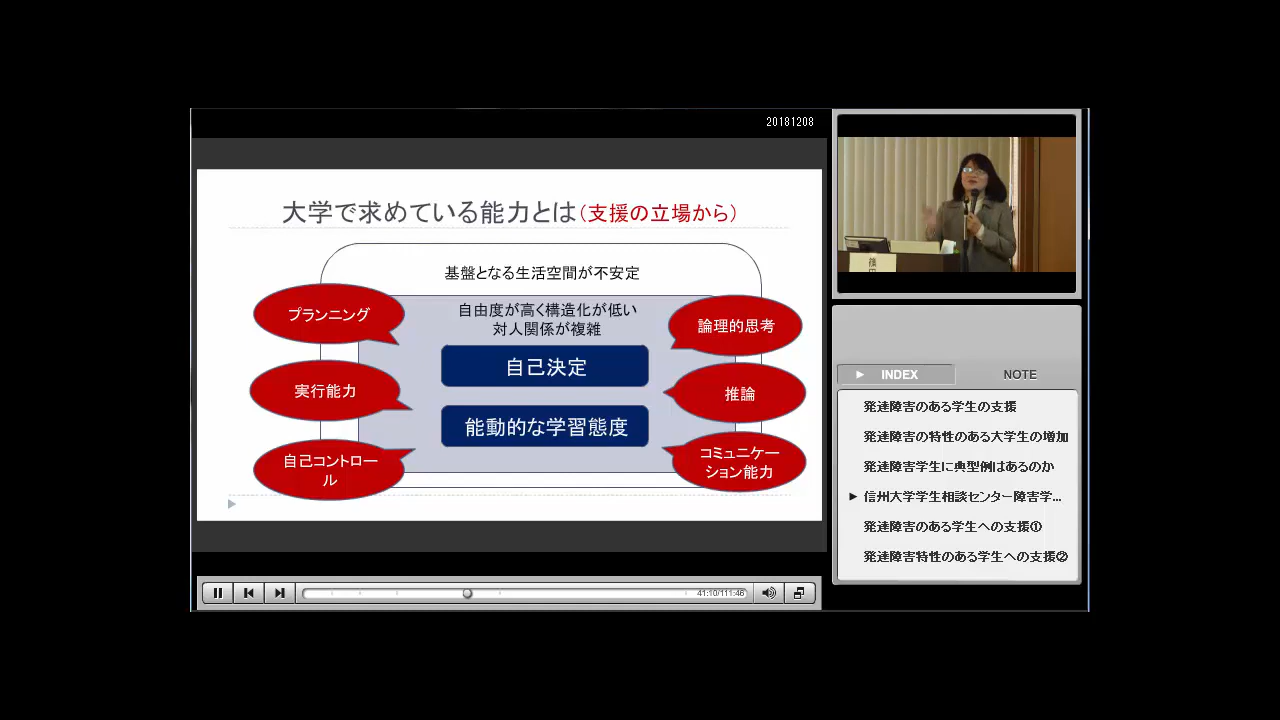 20181208
大学で求めている能力とは(支援の立場から)
基盤となる生活空間が不安定
自由度が高く構造化が低い
対人関係が複雑
自己決定
能動的な学習態度
プランニング
実行能力
自己コントロー
ル
論理的思考
推論
コミュニケー
ション能力
41:10/111:46
INDEX
NOTE
発達障害のある学生の支援
発達障害の特性のある大学生の増加
発達障害学生に典型例はあるのか
信州大学学生相談センター障害学...
発達障害のある学生への支援①
発達障害特性のある学生への支援②